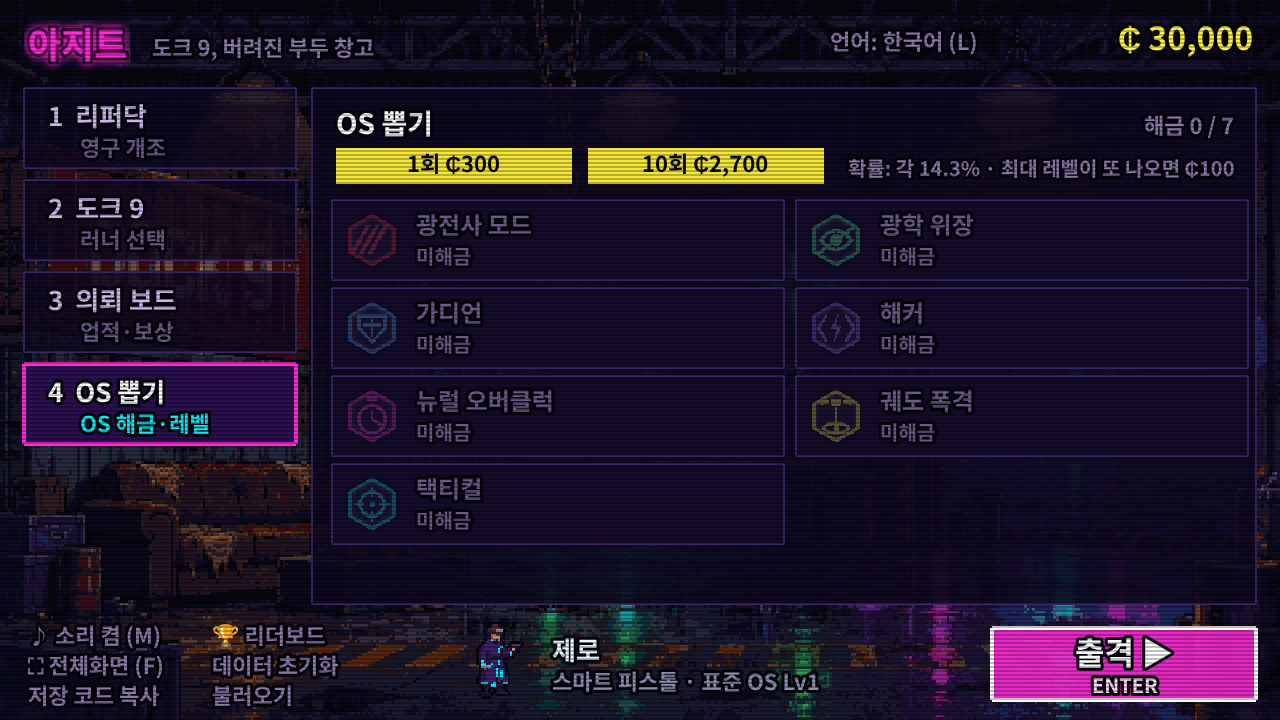 아지트
도크 9, 버려진 부두 창고
언어: 한국어 (L)
₵ 30,000
1 리퍼닥
영구 개조
2 도크 9
러너 선택
3 의뢰 보드
업적·보상
4 OS 뽑기
OS 해금·레벨
OS 뽑기
해금 0 / 7
1회 ₵300
10회 ₵2,700
확률: 각 14.3% · 최대 레벨이 또 나오면 ₵100
광전사 모드
미해금
광학 위장
미해금
가디언
미해금
해커
미해금
뉴럴 오버클럭
미해금
궤도 폭격
미해금
택티컬
미해금
♪ 소리 켬 (M)
🏆 리더보드
⛶ 전체화면 (F)
데이터 초기화
저장 코드 복사
불러오기
제로
스마트 피스톨 · 표준 OS Lv1
출격 ▶
ENTER